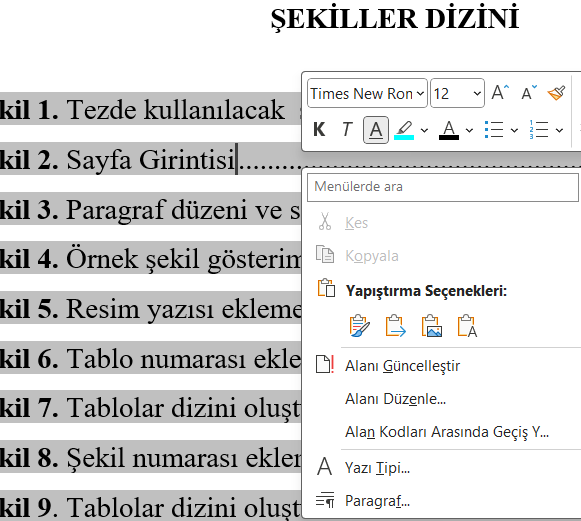 ŞEKİLLER DİZİNİ
Times New Ron 12 A A
K T A A
kil 1. Tezde kullanılacak
kil 2. Sayfa Girintisi..........
Menülerde ara
kil 3. Paragraf düzeni ve s
Kes
kil 4. Örnek şekil gösterim
Kopyala
Yapıştırma Seçenekleri:
kil 5. Resim yazısı ekleme
kil 6. Tablo numarası ekle
Alanı Güncelleştir
Alanı Düzenle...
kil 7. Tablolar dizini oluşt
Alan Kodları Arasında Geçiş Y...
kil 8. Şekil numarası ekler
Yazı Tipi...
kil 9. Tablolar dizini oluşt
Paragraf...